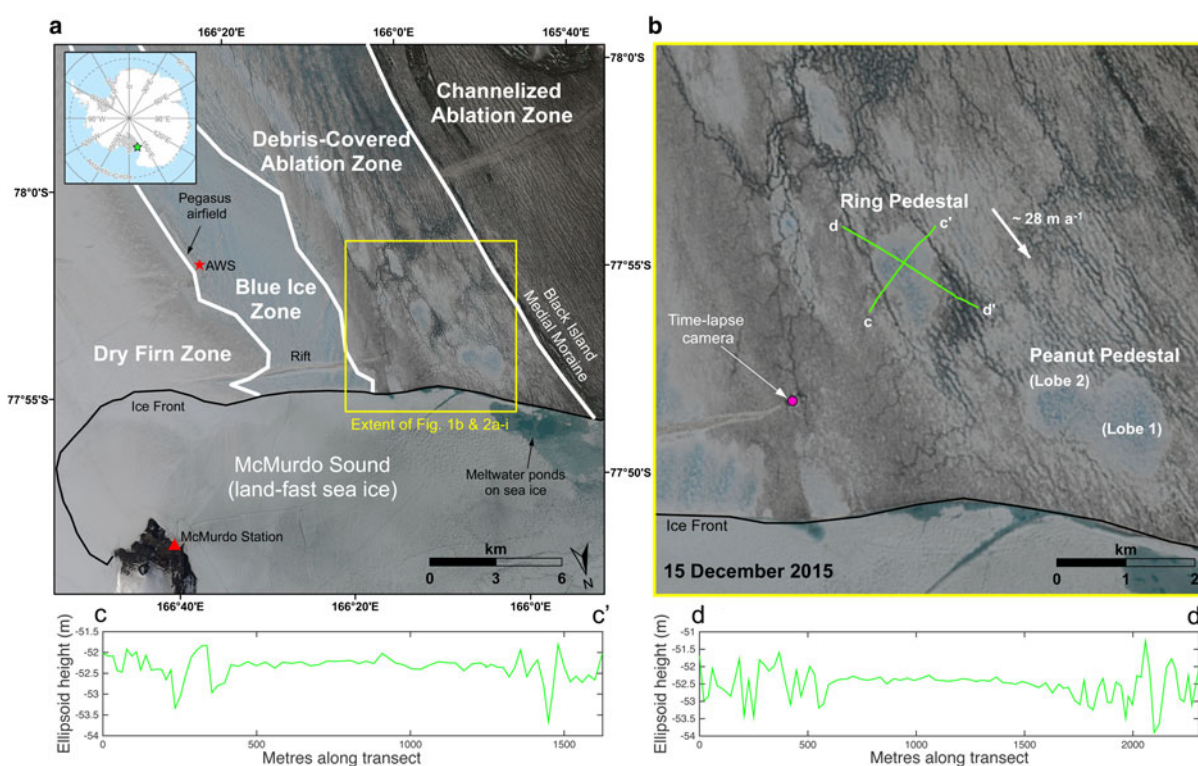 a
166°20'E
166°0'E
165°40'E
78°0'S
90°W
90°E
Channelized
Ablation Zone
Debris-Covered
Ablation Zone
78°0'S
Pegasus
airfield
AWS
77°55'S
Blue Ice
Zone
Black Island
Medial Moraine
Dry Firn Zone
Rift
77°55'S
Ice Front
Extent of Fig. 1b & 2a-i
McMurdo Sound
(land-fast sea ice)
Meltwater ponds
on sea ice
77°50'S
McMurdo Station
km
0
3
6
N
166°40'E
166°20'E
166°0'E
b
Ring Pedestal
d
c'
~ 28 m a⁻¹
c
d'
Time-lapse
camera
Peanut Pedestal
(Lobe 2)
(Lobe 1)
Ice Front
km
15 December 2015
0
1
2
c
c'
Ellipsoid height (m)
-51.5
-52
-52.5
-53
-53.5
-54
0
500
1000
1500
Metres along transect
d
d
Ellipsoid height (m)
-51
-51.5
-52
-52.5
-53
-53.5
-54
0
500
1000
1500
2000
Metres along transect